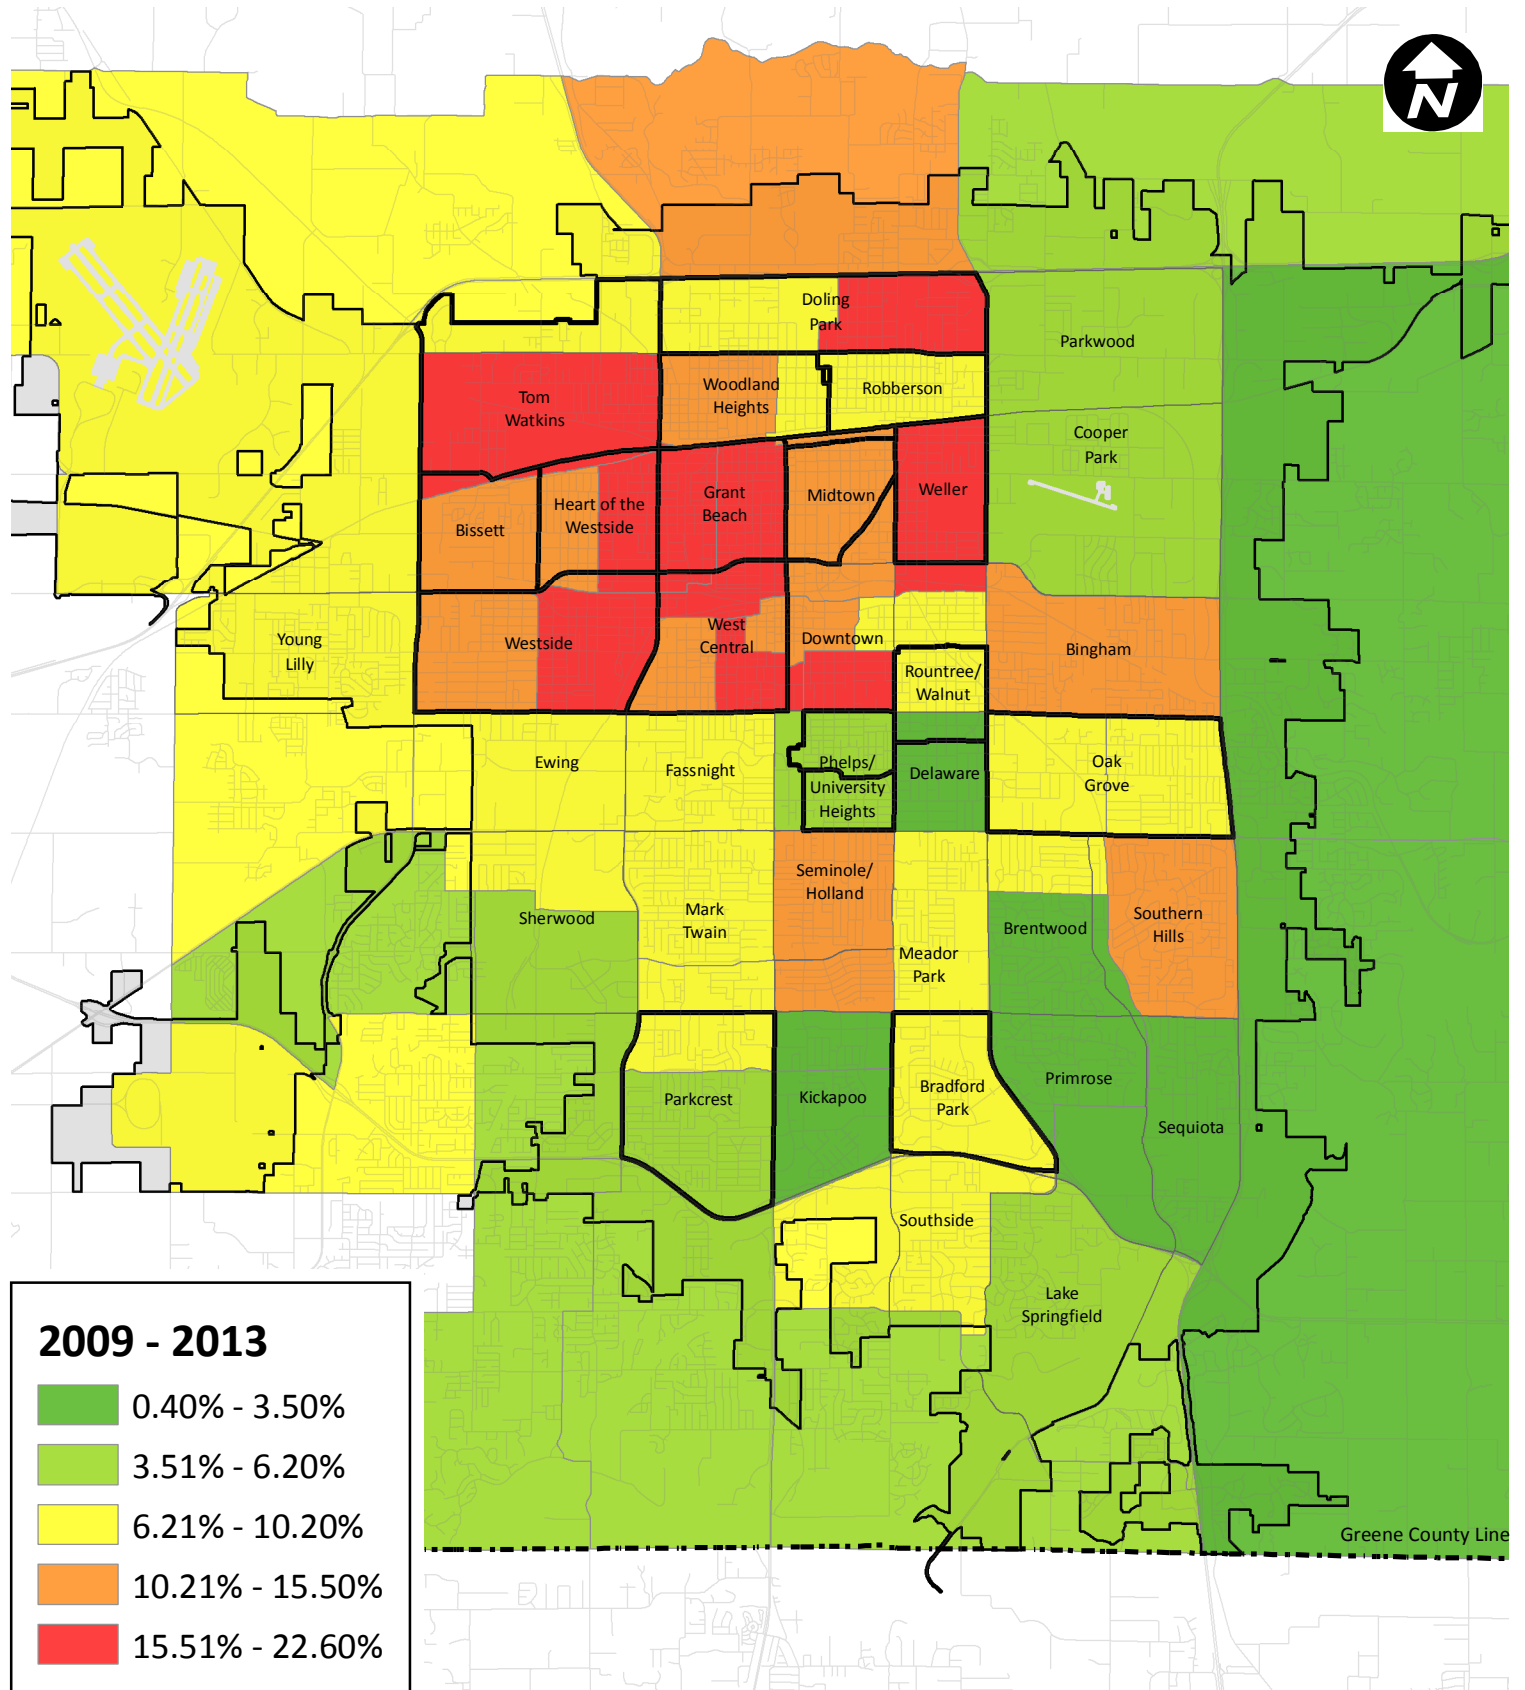 N
Doling
Park
Parkwood
Woodland
Heights
Robberson
Tom
Watkins
Cooper
Park
Grant
Beach
Midtown
Weller
Heart of the
Westside
Bissett
Young
Lilly
Westside
West
Central
Downtown
Bingham
Rountree/
Walnut
Ewing
Fassnight
Phelps/
University
Heights
Delaware
Oak
Grove
Seminole/
Holland
Sherwood
Mark
Twain
Meador
Park
Brentwood
Southern
Hills
Parkcrest
Kickapoo
Bradford
Park
Primrose
Sequiota
Southside
Lake
Springfield
Greene County Line
2009 - 2013
0.40% - 3.50%
3.51% - 6.20%
6.21% - 10.20%
10.21% - 15.50%
15.51% - 22.60%